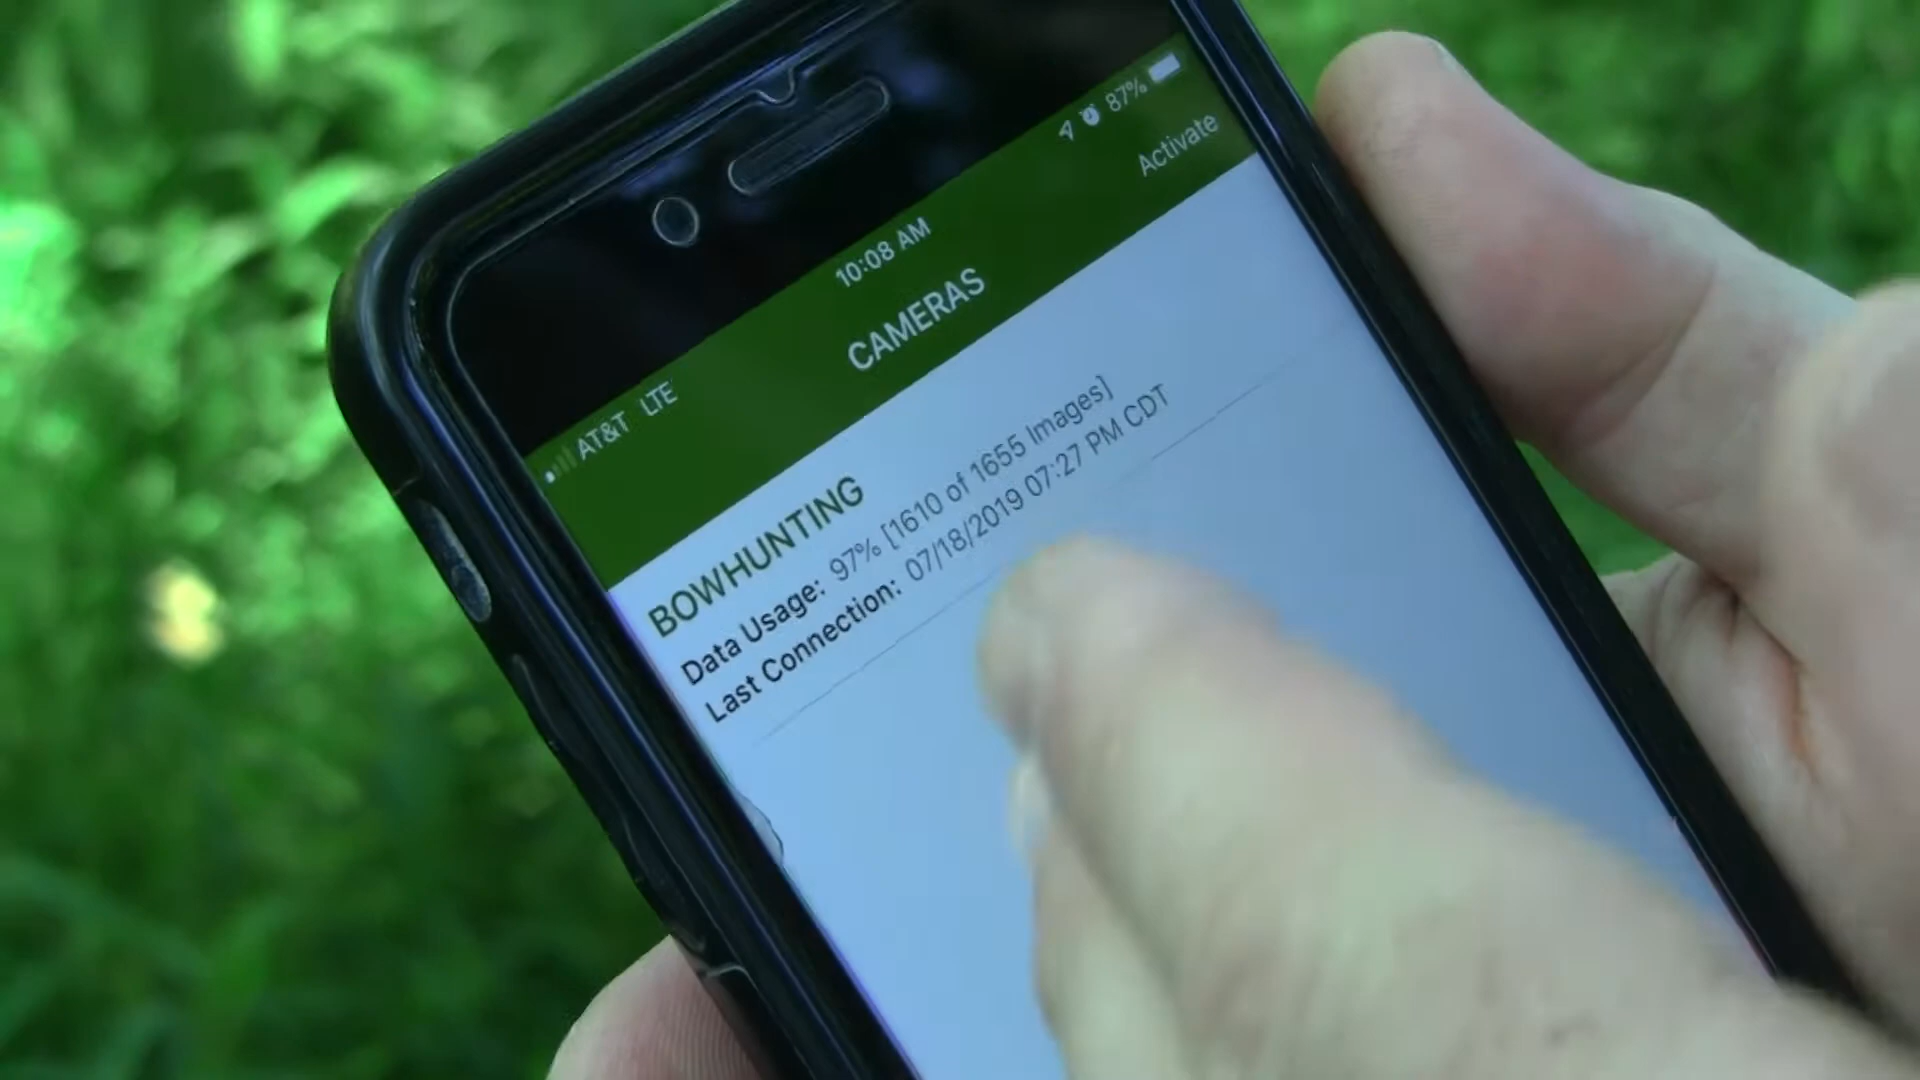 AT&T LTE 10:08 AM 87%
CAMERAS Activate
BOWHUNTING
Data Usage: 97% [1610 of 1655 Images]
Last Connection: 07/18/2019 07:27 PM CDT